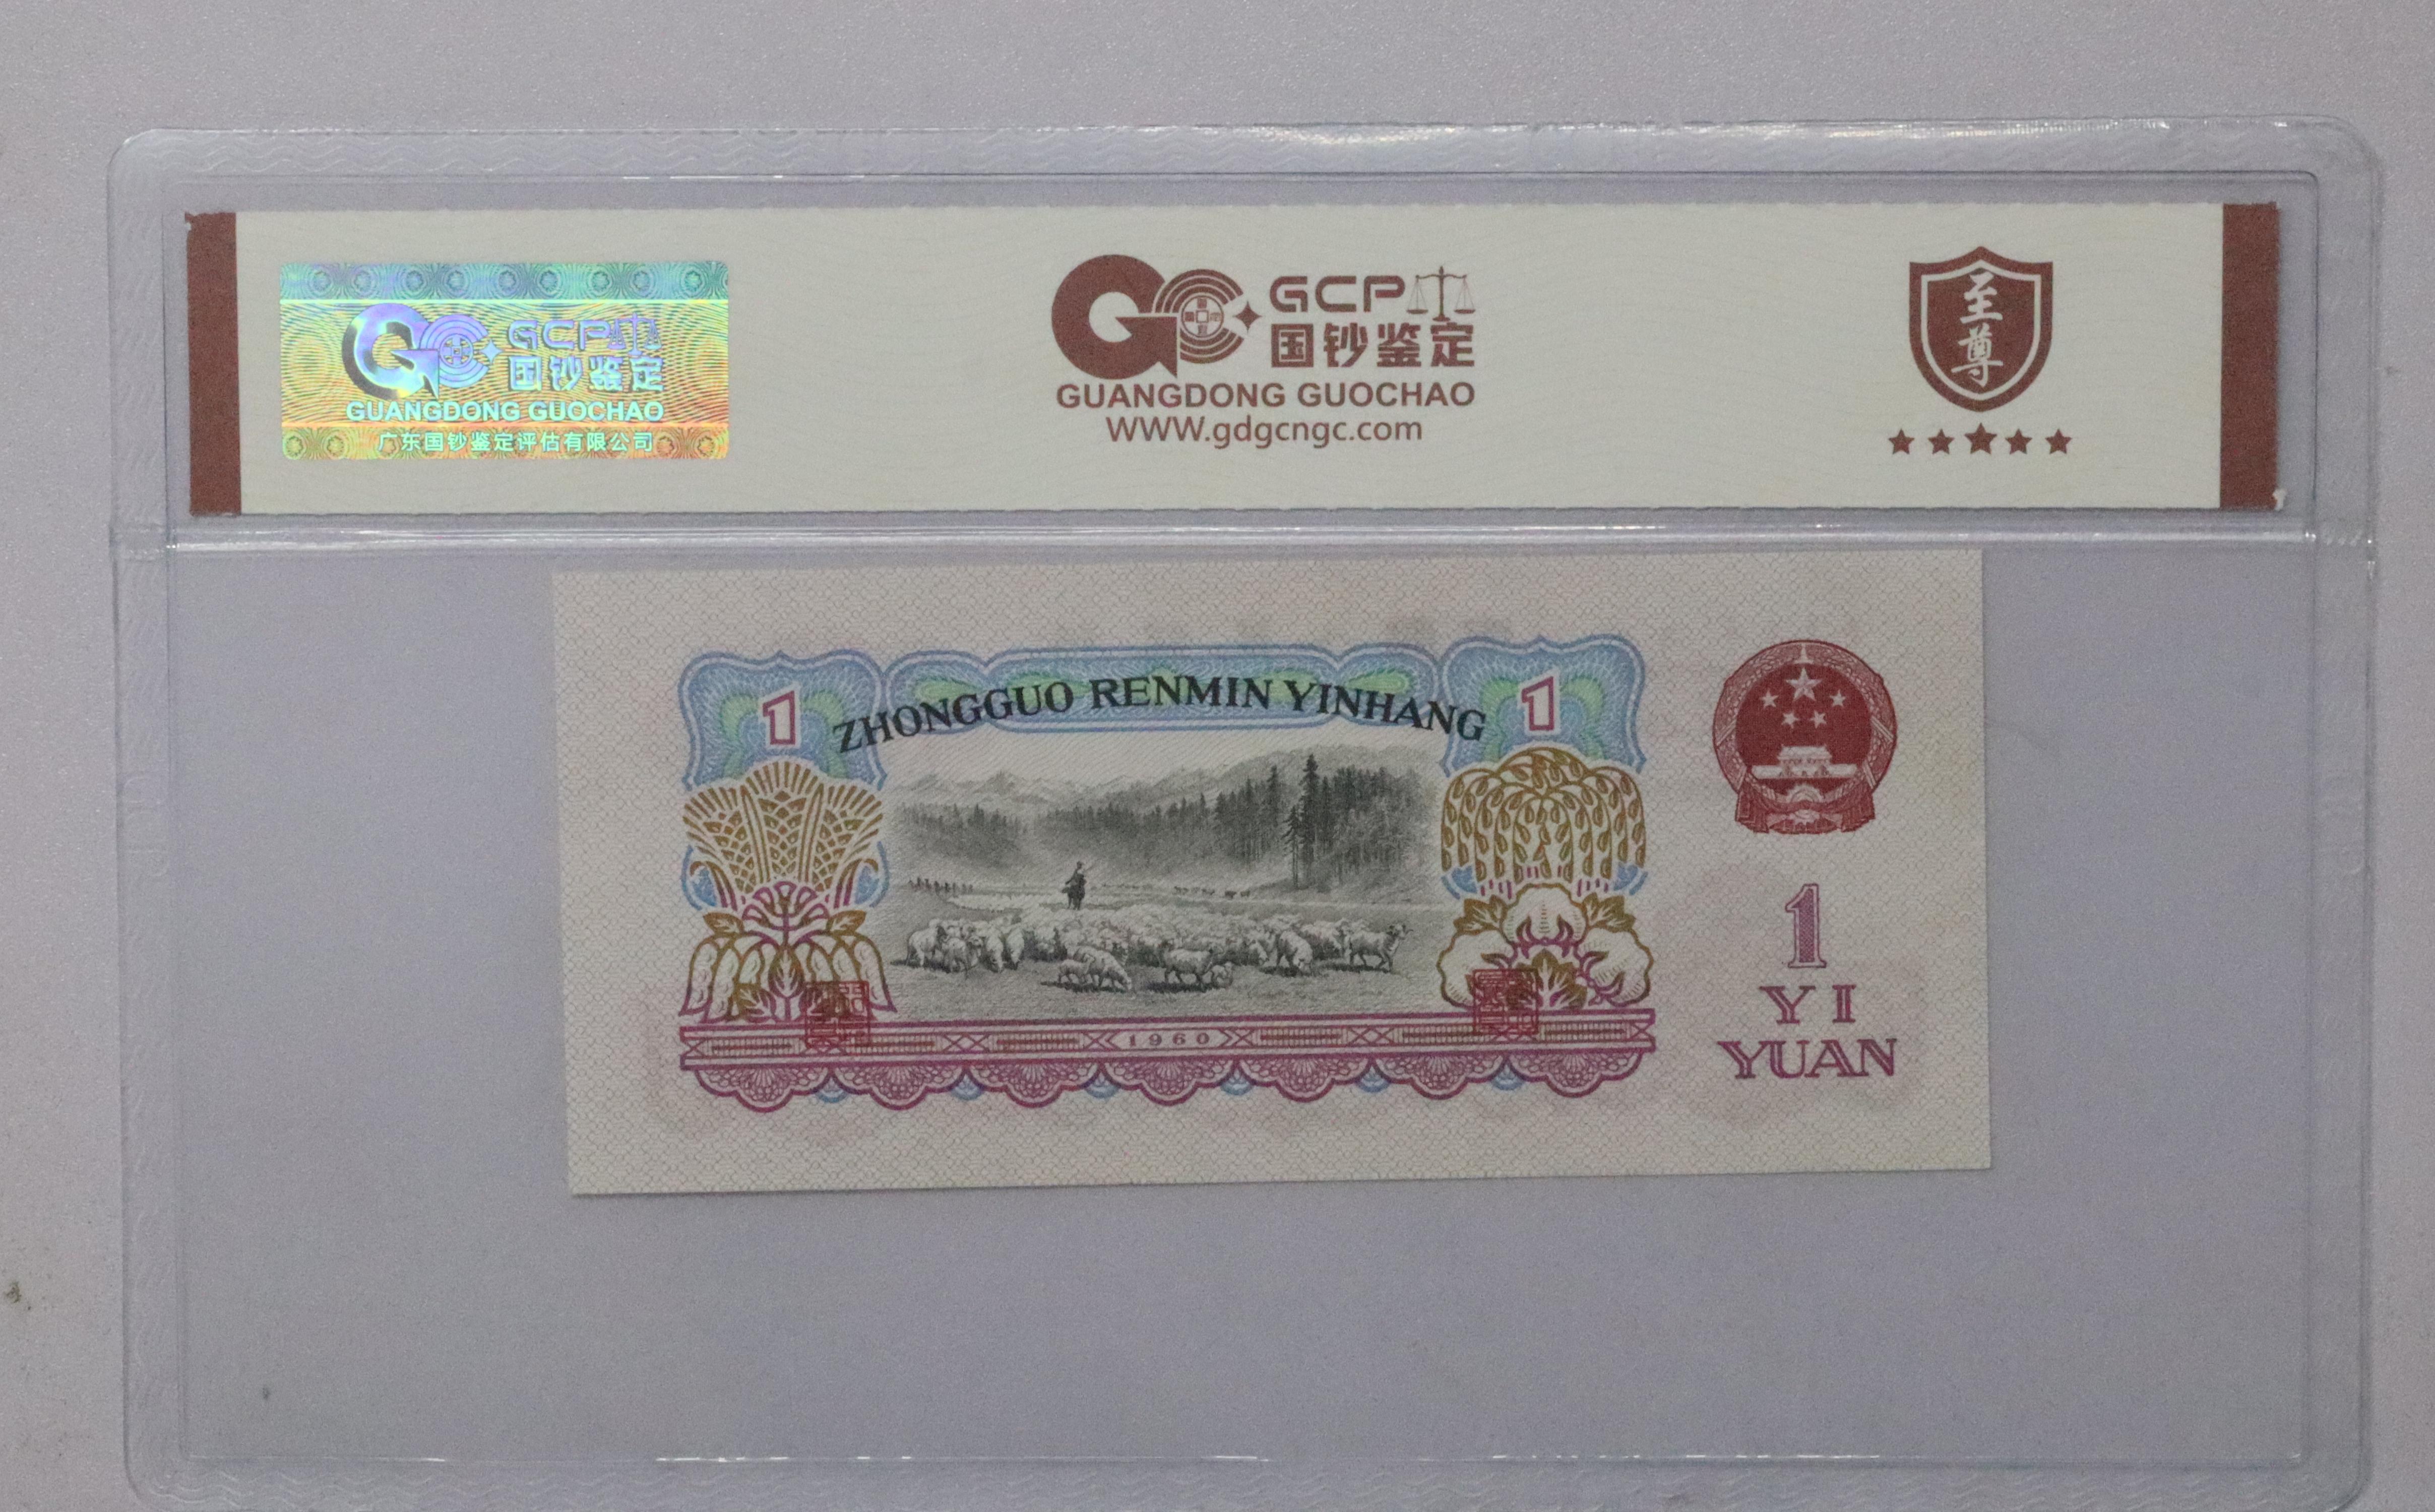 GCP
国钞鉴定
GUANGDONG GUOCHAO
广东国钞鉴定评估有限公司
GCP
国钞鉴定
GUANGDONG GUOCHAO
www.gdgcngc.com
至尊
1
ZHONGGUO RENMIN YINHANG
1
1960
1
YI
YUAN